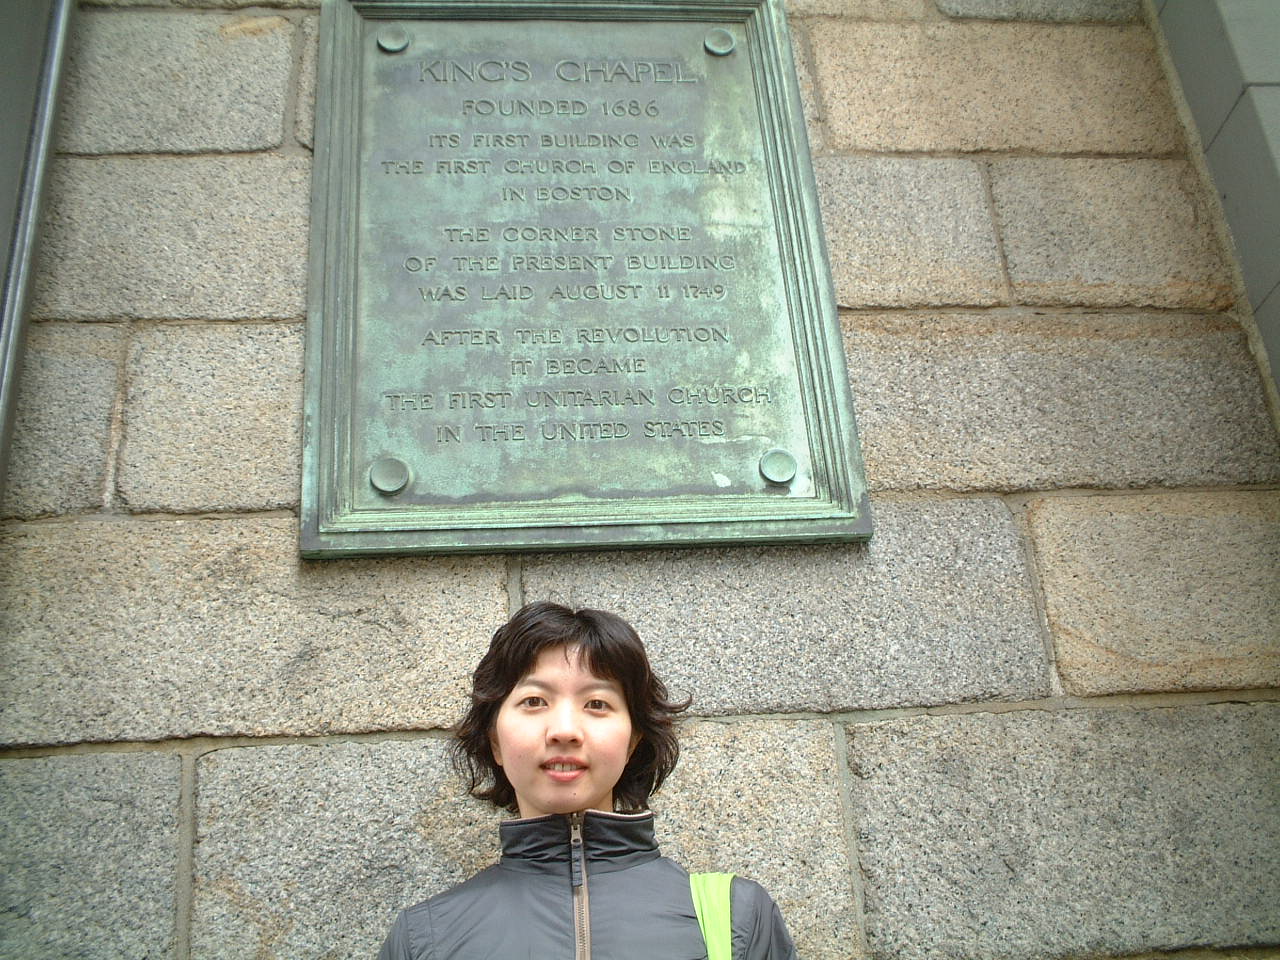 KING'S CHAPEL
FOUNDED 1686
ITS FIRST BUILDING WAS
THE FIRST CHURCH OF ENGLAND
IN BOSTON
THE CORNER STONE
OF THE PRESENT BUILDING
WAS LAID AUGUST 11 1749
AFTER THE REVOLUTION
IT BECAME
THE FIRST UNITARIAN CHURCH
IN THE UNITED STATES